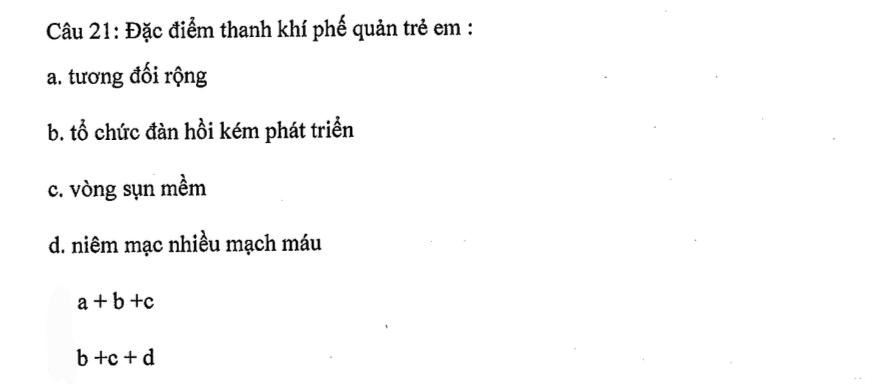 Câu 21: Đặc điểm thanh khí phế quản trẻ em :
a. tương đối rộng
b. tổ chức đàn hồi kém phát triển
c. vòng sụn mềm
d. niêm mạc nhiều mạch máu
a + b +c
b +c + d